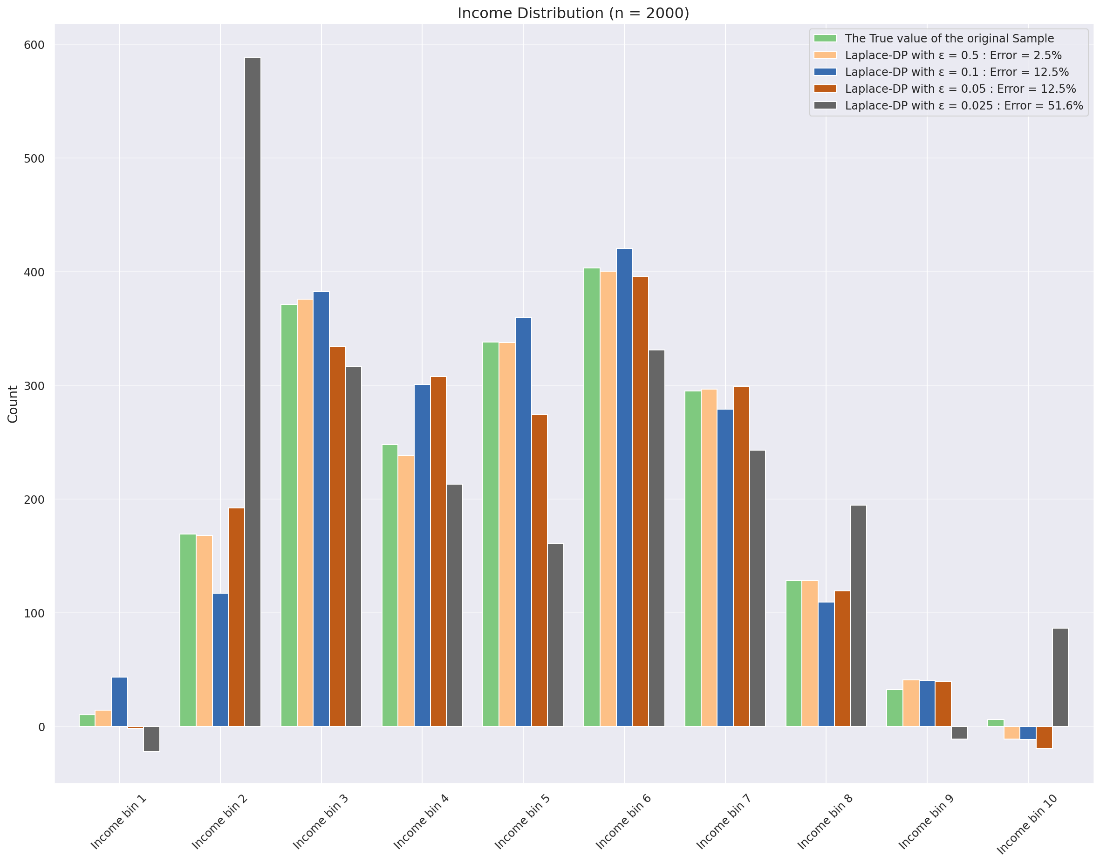 Income Distribution (n = 2000)
The True value of the original Sample
Laplace-DP with ε = 0.5 : Error = 2.5%
Laplace-DP with ε = 0.1 : Error = 12.5%
Laplace-DP with ε = 0.05 : Error = 12.5%
Laplace-DP with ε = 0.025 : Error = 51.6%
Count
600
500
400
300
200
100
0
Income bin 1
Income bin 2
Income bin 3
Income bin 4
Income bin 5
Income bin 6
Income bin 7
Income bin 8
Income bin 9
Income bin 10